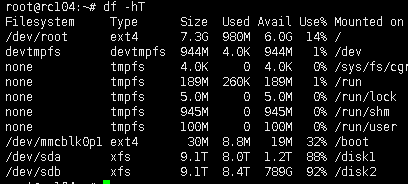 root@rc104:~# df -hT
Filesystem Type Size Used Avail Use% Mounted on
/dev/root ext4 7.3G 980M 6.0G 14% /
devtmpfs devtmpfs 944M 4.0K 944M 1% /dev
none tmpfs 4.0K 0 4.0K 0% /sys/fs/cgr
none tmpfs 189M 260K 189M 1% /run
none tmpfs 5.0M 0 5.0M 0% /run/lock
none tmpfs 945M 0 945M 0% /run/shm
none tmpfs 100M 0 100M 0% /run/user
/dev/mmcblk0p1 ext4 30M 8.8M 19M 32% /boot
/dev/sda xfs 9.1T 8.0T 1.2T 88% /disk1
/dev/sdb xfs 9.1T 8.4T 789G 92% /disk2
root@rc104:~#